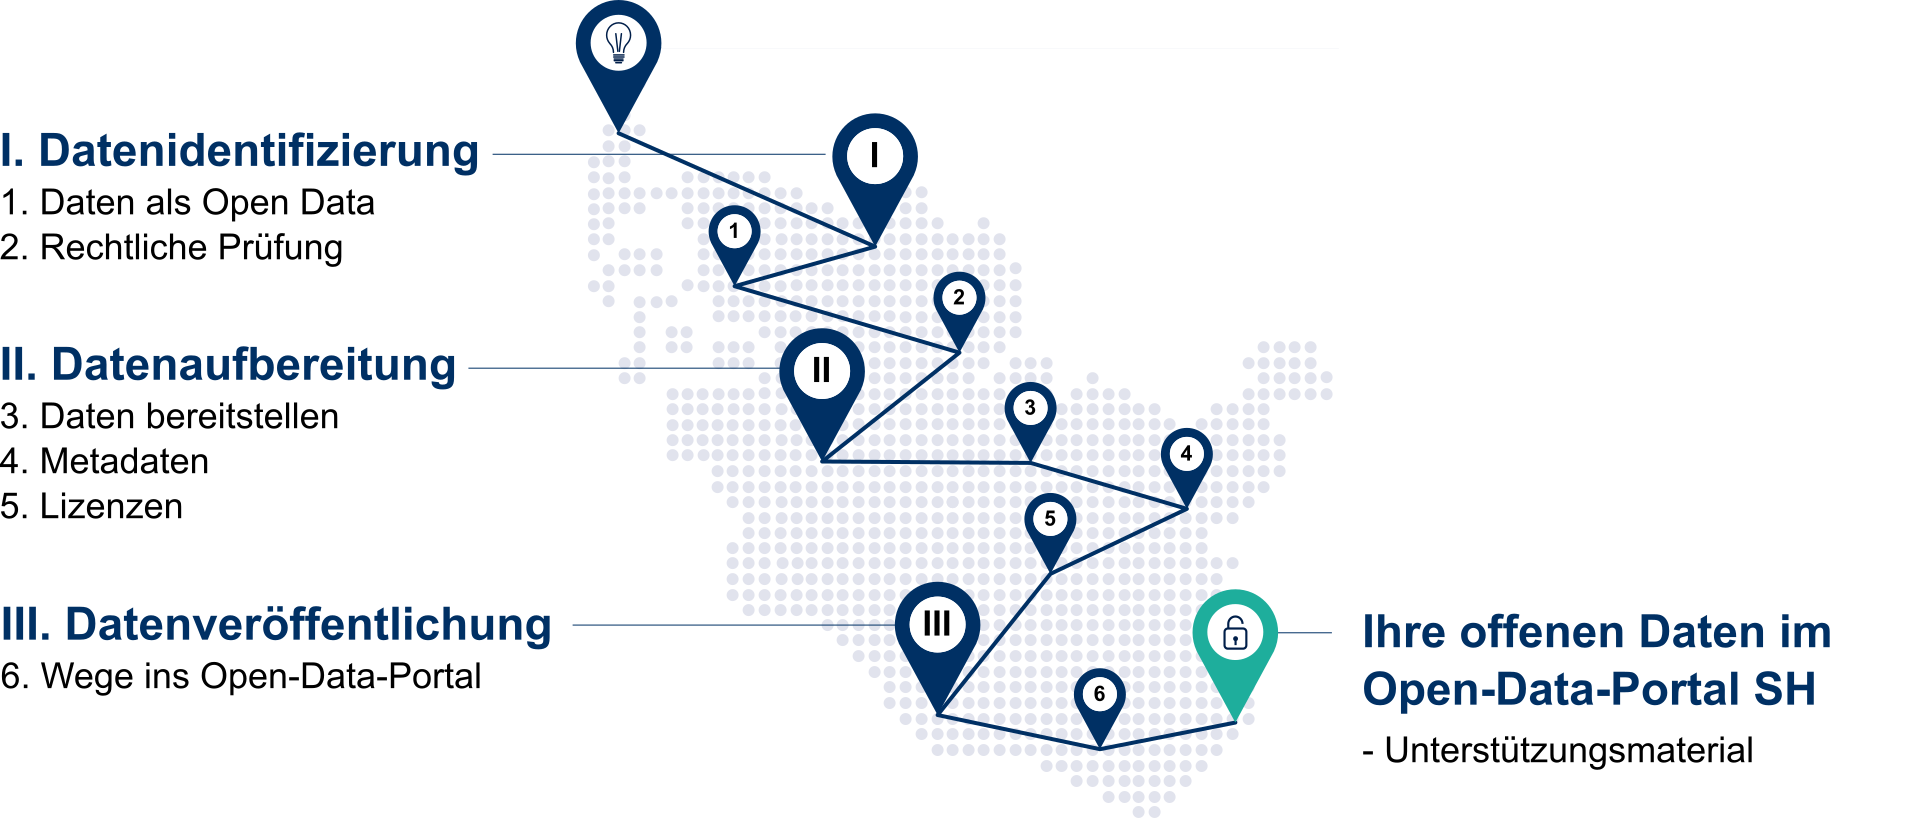 I. Datenidentifizierung
1. Daten als Open Data
2. Rechtliche Prüfung
II. Datenaufbereitung
3. Daten bereitstellen
4. Metadaten
5. Lizenzen
III. Datenveröffentlichung
6. Wege ins Open-Data-Portal
I
1
2
II
3
4
5
III
6
Ihre offenen Daten im
Open-Data-Portal SH
- Unterstützungsmaterial